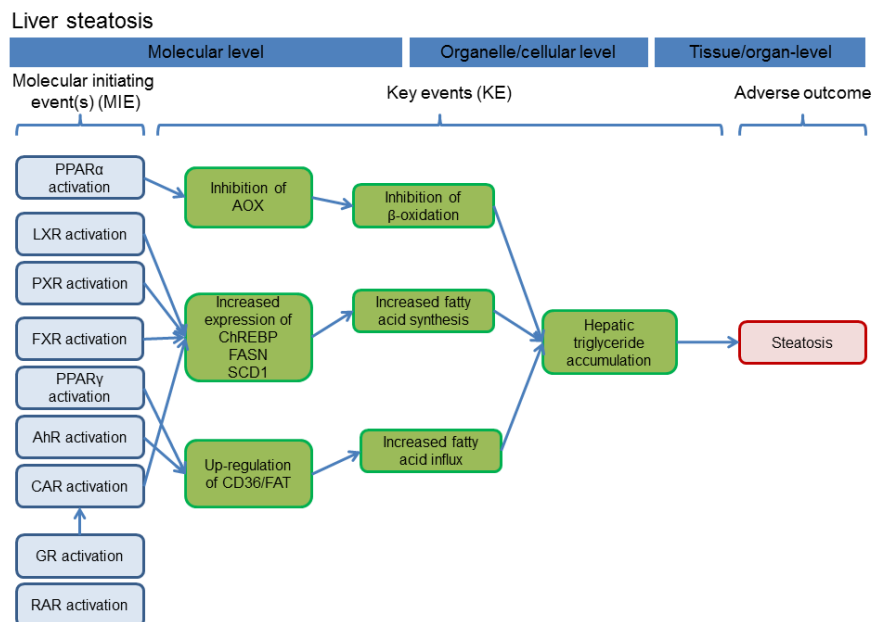 Liver steatosis
Molecular level
Organelle/cellular level
Tissue/organ-level
Molecular initiating
event(s) (MIE)
Key events (KE)
Adverse outcome
PPARα
activation
LXR activation
PXR activation
FXR activation
PPARγ
activation
AhR activation
CAR activation
GR activation
RAR activation
Inhibition of
AOX
Increased
expression of
ChREBP
FASN
SCD1
Up-regulation
of CD36/FAT
Inhibition of
β-oxidation
Increased fatty
acid synthesis
Increased fatty
acid influx
Hepatic
triglyceride
accumulation
Steatosis